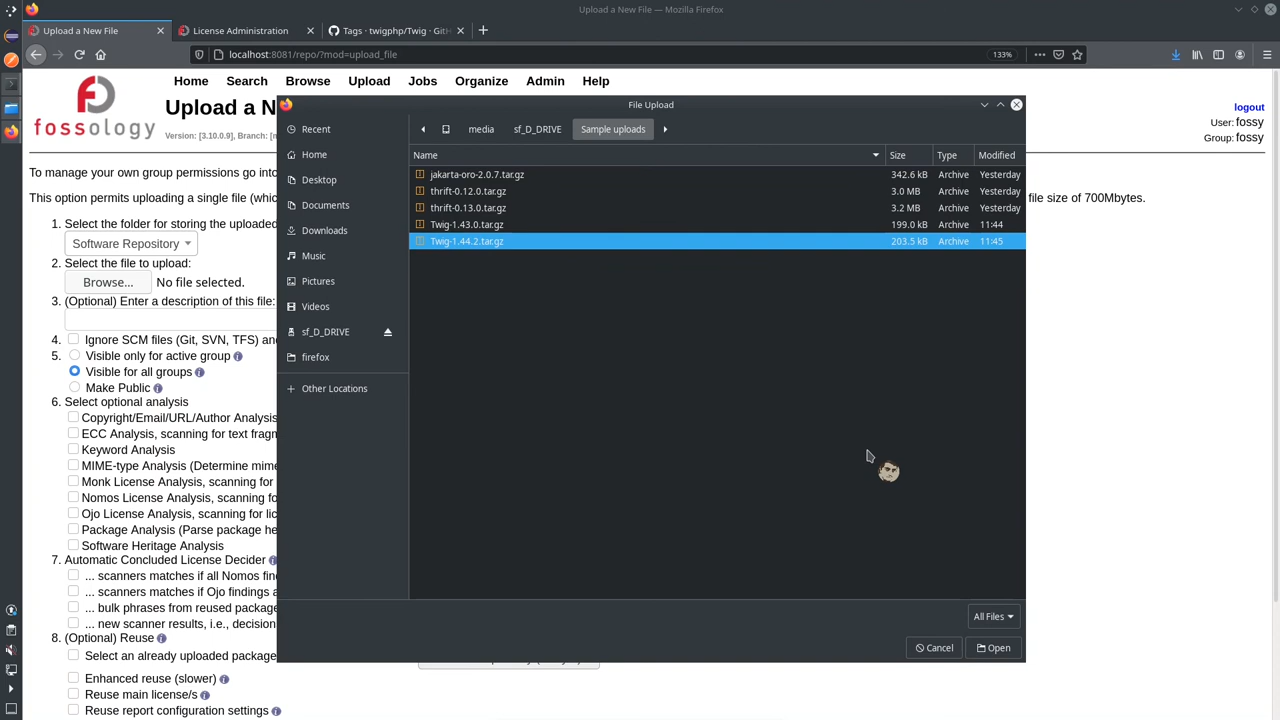 Upload a New File — Mozilla Firefox
Upload a New File
License Administration
Tags · twigphp/Twig · GitH
localhost:8081/repo/?mod=upload_file
133%
Home Search Browse Upload Jobs Organize Admin Help
fossology
Upload a N
Version: [3.10.0.9], Branch: [n
logout
User: fossy
Group: fossy
To manage your own group permissions go into
This option permits uploading a single file (whic
file size of 700Mbytes.
1. Select the folder for storing the uploaded
Software Repository
2. Select the file to upload:
Browse... No file selected.
3. (Optional) Enter a description of this file:
4. Ignore SCM files (Git, SVN, TFS) and
5. Visible only for active group
Visible for all groups
Make Public
6. Select optional analysis
Copyright/Email/URL/Author Analysis
ECC Analysis, scanning for text fragm
Keyword Analysis
MIME-type Analysis (Determine mime
Monk License Analysis, scanning for
Nomos License Analysis, scanning fo
Ojo License Analysis, scanning for lic
Package Analysis (Parse package he
Software Heritage Analysis
7. Automatic Concluded License Decider
... scanners matches if all Nomos find
... scanners matches if Ojo findings a
... bulk phrases from reused package
... new scanner results, i.e., decision
8. (Optional) Reuse
Select an already uploaded package
Enhanced reuse (slower)
Reuse main license/s
Reuse report configuration settings
File Upload
Recent
Home
Desktop
Documents
Downloads
Music
Pictures
Videos
sf_D_DRIVE
firefox
Other Locations
media sf_D_DRIVE Sample uploads
Name Size Type Modified
jakarta-oro-2.0.7.tar.gz 342.6 kB Archive Yesterday
thrift-0.12.0.tar.gz 3.0 MB Archive Yesterday
thrift-0.13.0.tar.gz 3.2 MB Archive Yesterday
Twig-1.43.0.tar.gz 199.0 kB Archive 11:44
Twig-1.44.2.tar.gz 203.5 kB Archive 11:45
All Files
Cancel Open